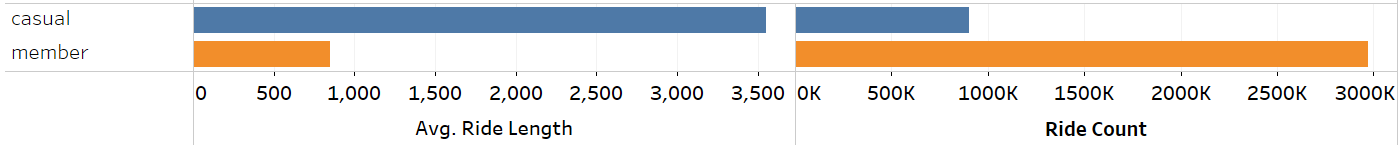 casual
member
0 500 1,000 1,500 2,000 2,500 3,000 3,500 0K 500K 1000K 1500K 2000K 2500K 3000K
Avg. Ride Length Ride Count